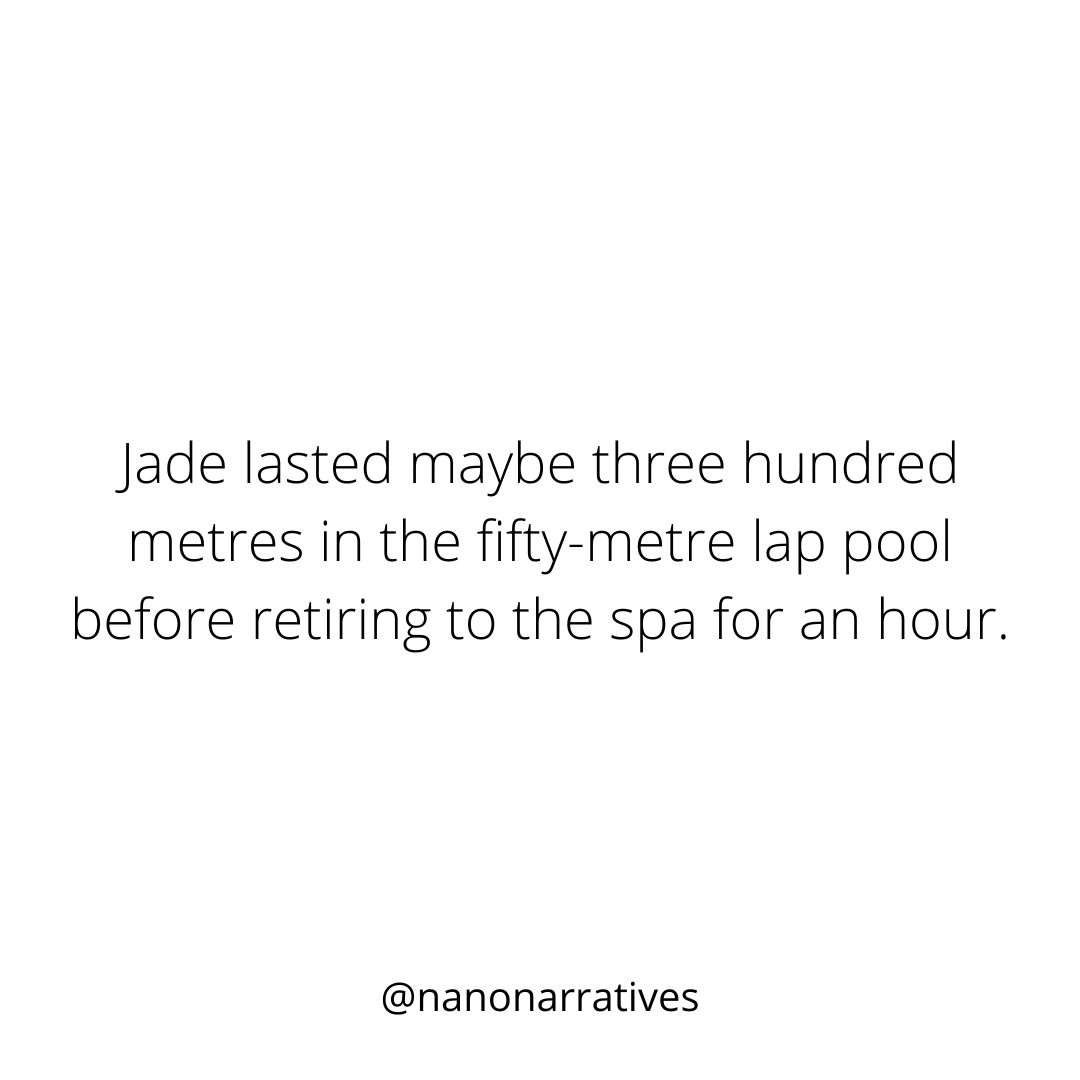 Jade lasted maybe three hundred
metres in the fifty-metre lap pool
before retiring to the spa for an hour.
@nanonarratives